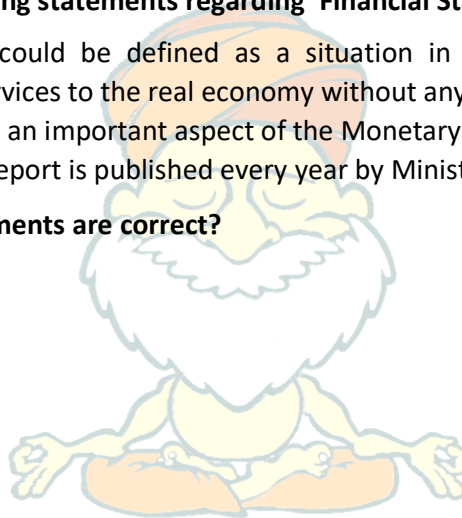 ng statements regarding 'Financial St
could be defined as a situation in
vices to the real economy without any
an important aspect of the Monetary
eport is published every year by Minist
ments are correct?